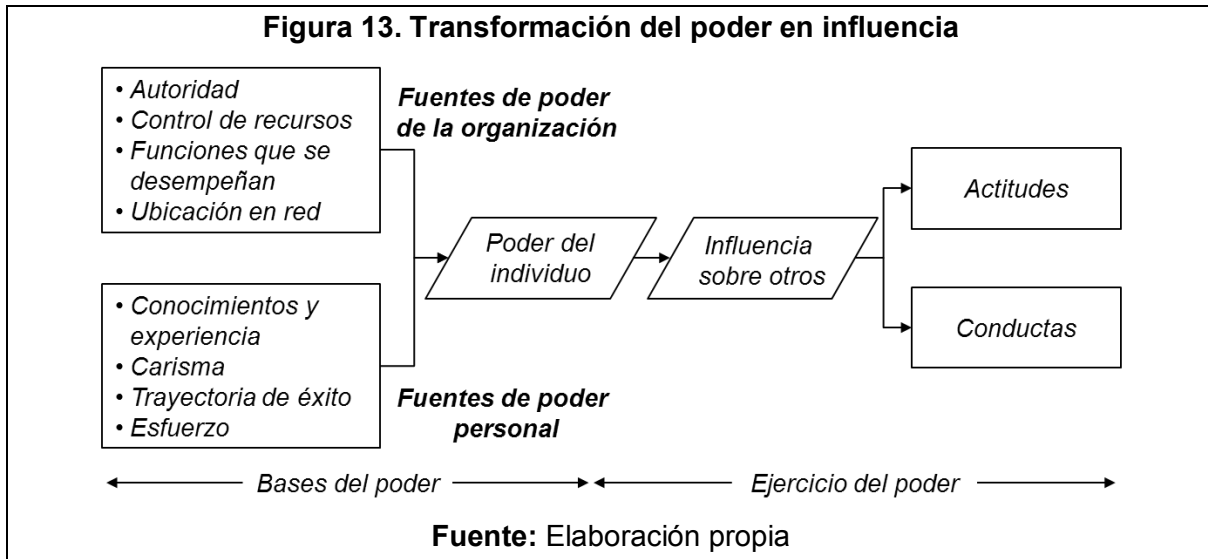 Figura 13. Transformación del poder en influencia
• Autoridad
• Control de recursos
• Funciones que se
desempeñan
• Ubicación en red
Fuentes de poder
de la organización
• Conocimientos y
experiencia
• Carisma
• Trayectoria de éxito
• Esfuerzo
Fuentes de poder
personal
Poder del
individuo
Influencia
sobre otros
Actitudes
Conductas
Bases del poder
Ejercicio del poder
Fuente: Elaboración propia